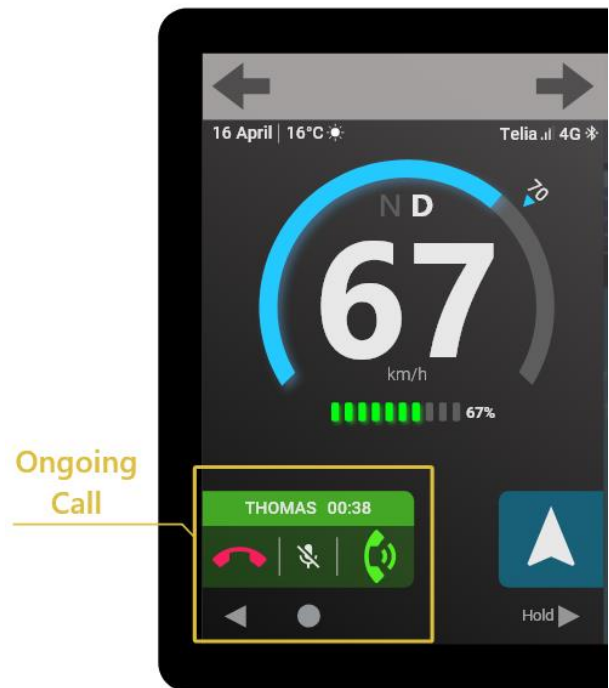 16 April | 16°C
Telia 4G
70
N D
67
km/h
67%
Ongoing
Call
THOMAS 00:38
Hold